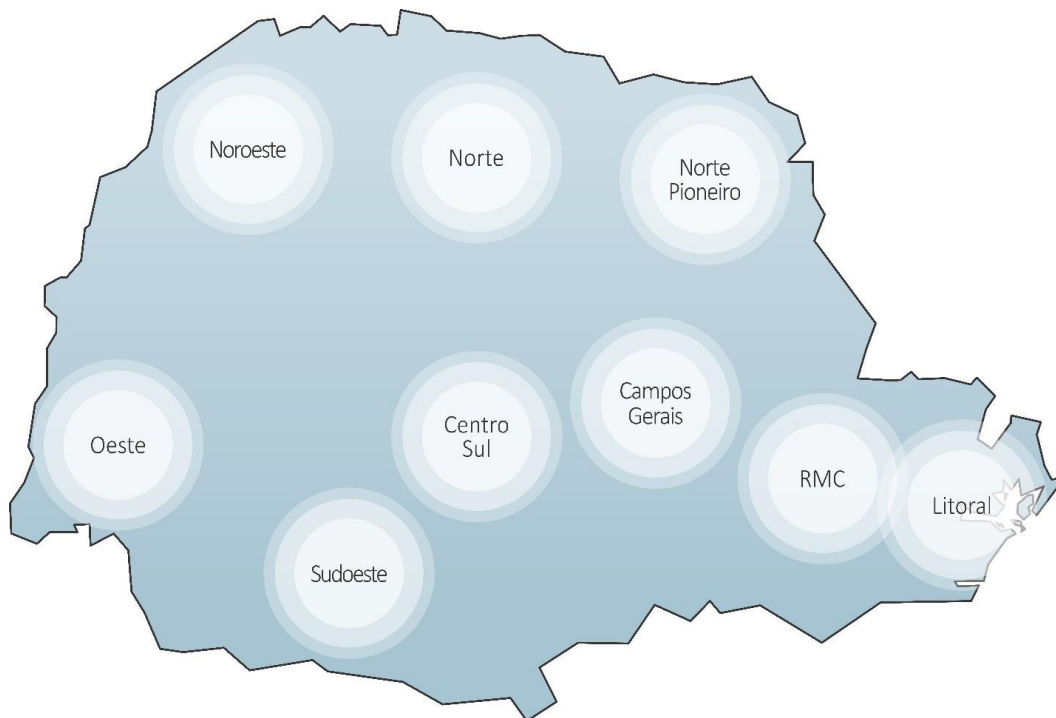 Noroeste
Norte
Norte
Pioneiro
Campos
Gerais
Centro
Sul
Oeste
RMC
Litoral
Sudoeste